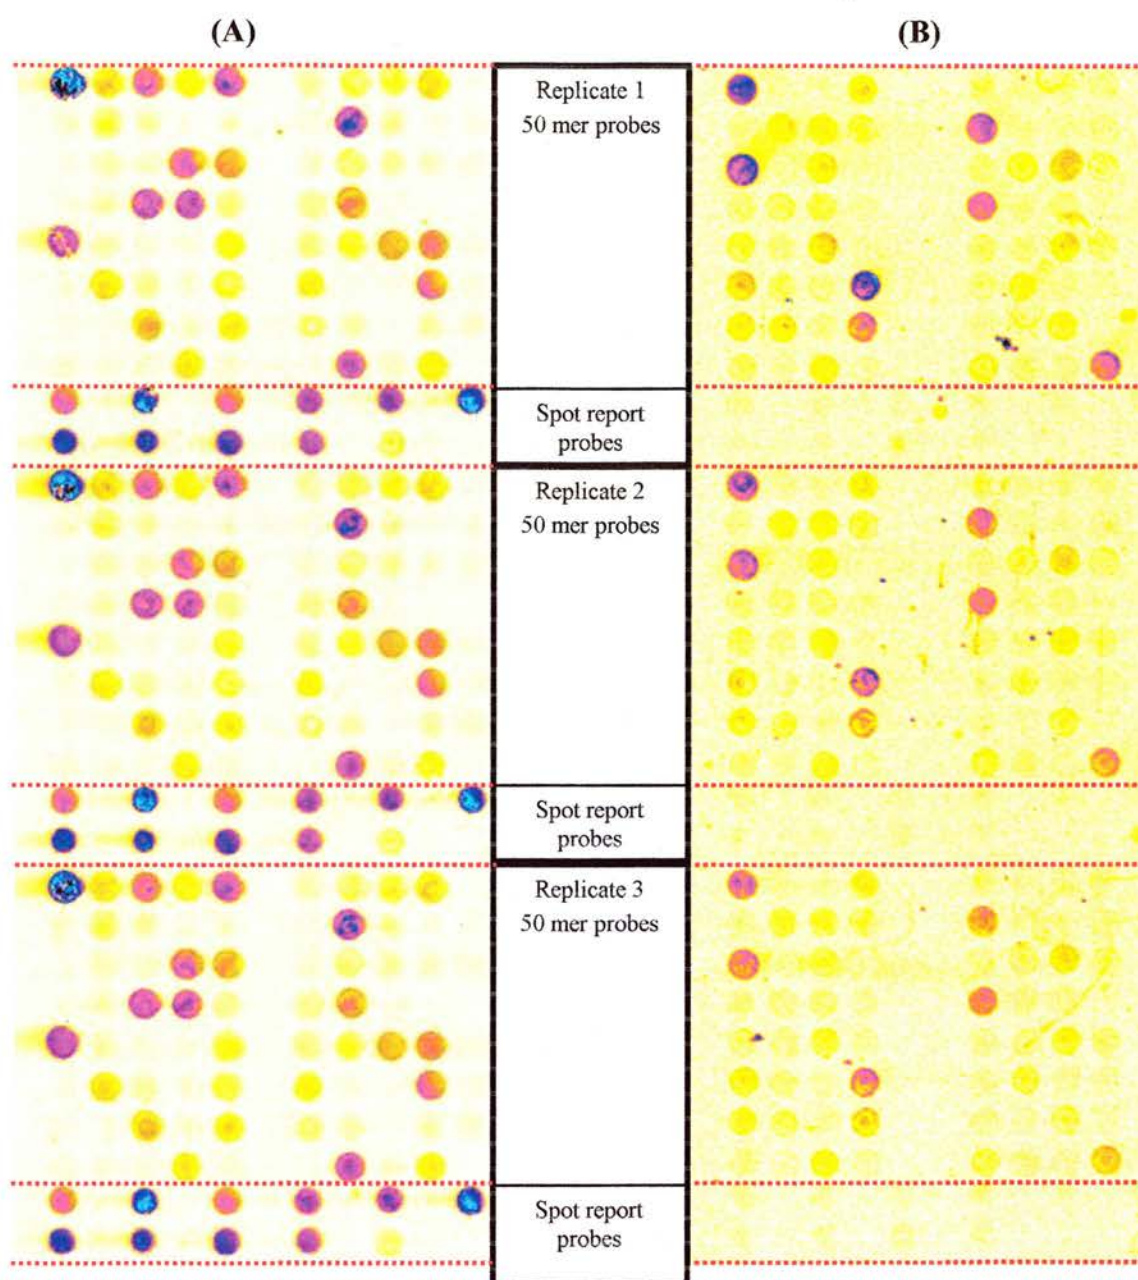 (A)
(B)
Replicate 1
50 mer probes
Spot report
probes
Replicate 2
50 mer probes
Spot report
probes
Replicate 3
50 mer probes
Spot report
probes